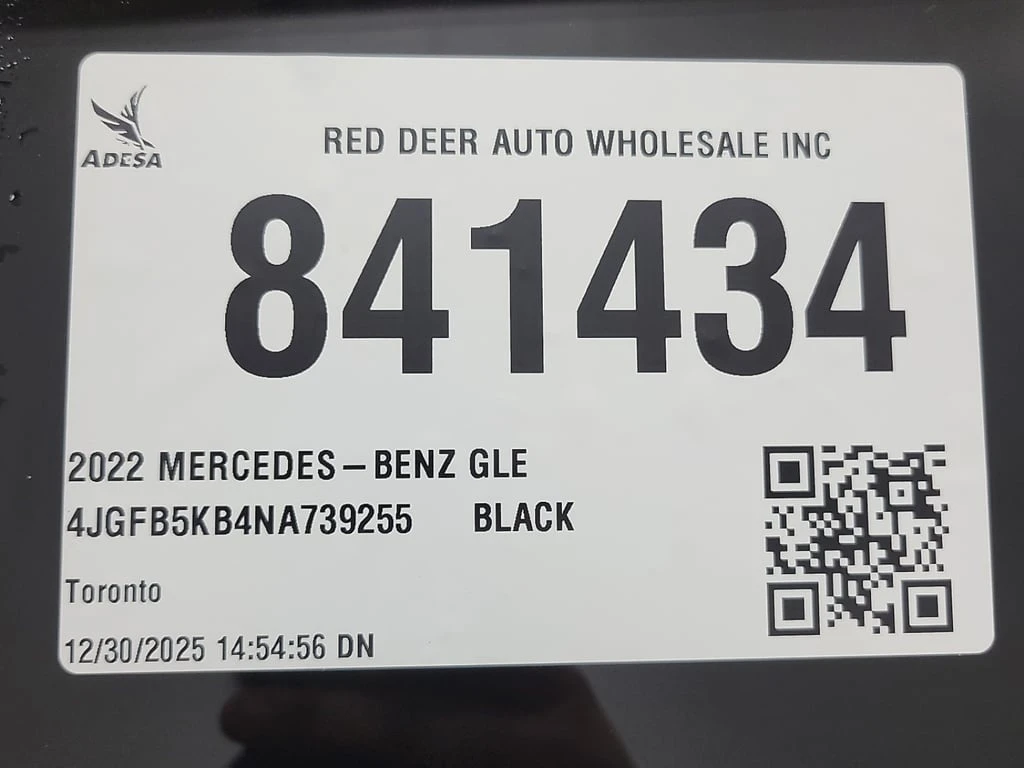 ADESA
RED DEER AUTO WHOLESALE INC
841434
2022 MERCEDES-BENZ GLE
4JGFB5KB4NA739255 BLACK
Toronto
12/30/2025 14:54:56 DN